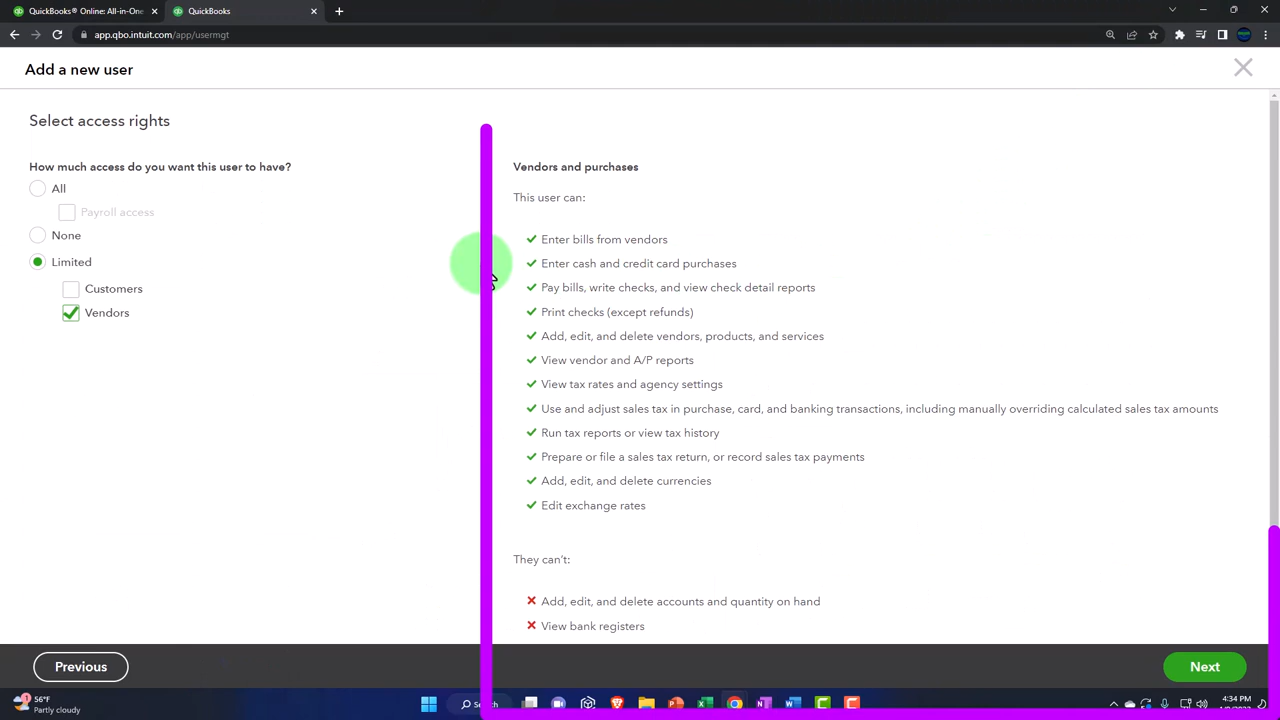 QuickBooks® Online: All-in-One
QuickBooks
app.qbo.intuit.com/app/usermgt
Add a new user
Select access rights
How much access do you want this user to have?
All
Payroll access
None
Limited
Customers
Vendors
Vendors and purchases
This user can:
Enter bills from vendors
Enter cash and credit card purchases
Pay bills, write checks, and view check detail reports
Print checks (except refunds)
Add, edit, and delete vendors, products, and services
View vendor and A/P reports
View tax rates and agency settings
Use and adjust sales tax in purchase, card, and banking transactions, including manually overriding calculated sales tax amounts
Run tax reports or view tax history
Prepare or file a sales tax return, or record sales tax payments
Add, edit, and delete currencies
Edit exchange rates
They can't:
Add, edit, and delete accounts and quantity on hand
View bank registers
Previous
Next
1
56°F
Partly cloudy
4:34 PM